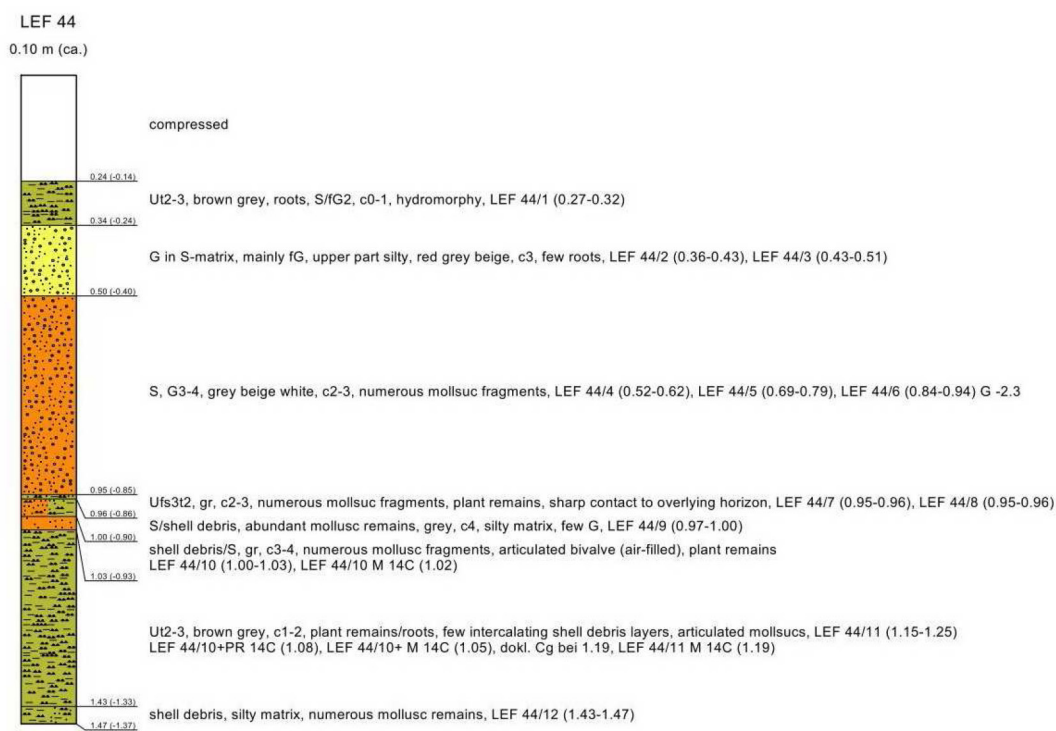 LEF 44
0.10 m (ca.)
compressed
0.24 (-0.14)
Ut2-3, brown grey, roots, S/fG2, c0-1, hydromorphy, LEF 44/1 (0.27-0.32)
0.34 (-0.24)
G in S-matrix, mainly fG, upper part silty, red grey beige, c3, few roots, LEF 44/2 (0.36-0.43), LEF 44/3 (0.43-0.51)
0.50 (-0.40)
S, G3-4, grey beige white, c2-3, numerous mollsuc fragments, LEF 44/4 (0.52-0.62), LEF 44/5 (0.69-0.79), LEF 44/6 (0.84-0.94) G -2.3
0.95 (-0.85)
Ufs3t2, gr, c2-3, numerous mollsuc fragments, plant remains, sharp contact to overlying horizon, LEF 44/7 (0.95-0.96), LEF 44/8 (0.95-0.96)
0.96 (-0.86)
S/shell debris, abundant mollusc remains, grey, c4, silty matrix, few G, LEF 44/9 (0.97-1.00)
1.00 (-0.90)
shell debris/S, gr, c3-4, numerous mollusc fragments, articulated bivalve (air-filled), plant remains
LEF 44/10 (1.00-1.03), LEF 44/10 M 14C (1.02)
1.03 (-0.93)
Ut2-3, brown grey, c1-2, plant remains/roots, few intercalating shell debris layers, articulated mollsucs, LEF 44/11 (1.15-1.25)
LEF 44/10+PR 14C (1.08), LEF 44/10+ M 14C (1.05), dokl. Cg bei 1.19, LEF 44/11 M 14C (1.19)
1.43 (-1.33)
shell debris, silty matrix, numerous mollusc remains, LEF 44/12 (1.43-1.47)
1.47 (-1.37)